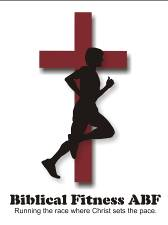 Biblical Fitness ABF
Running the race where Christ sets the pace.